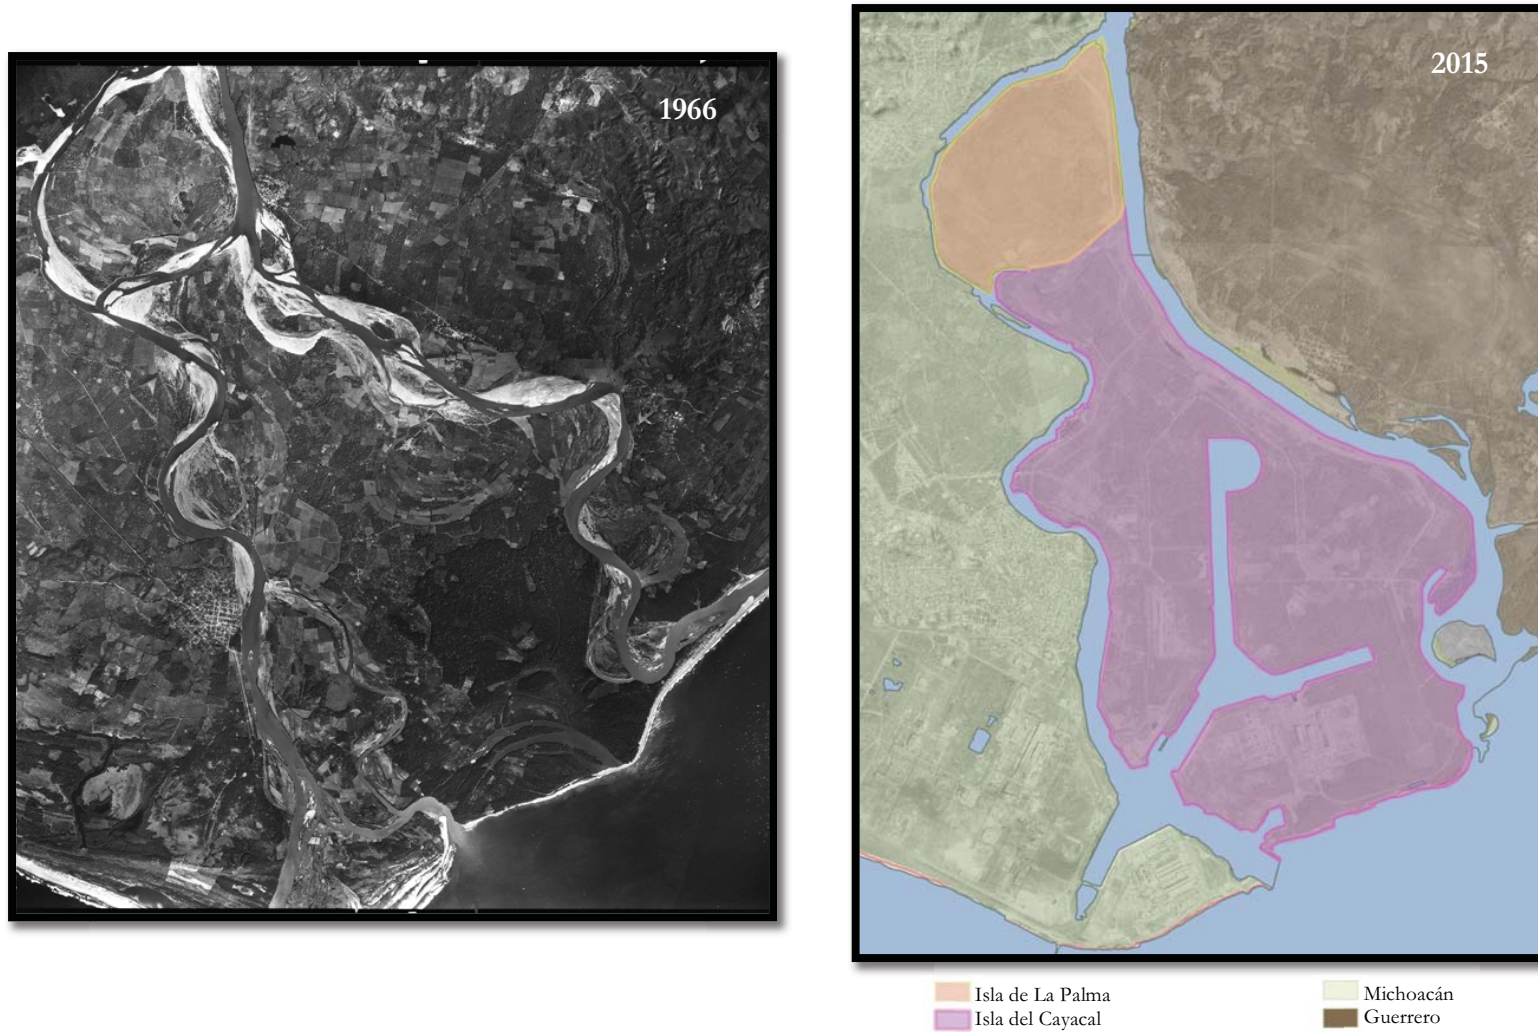 1966
2015
Isla de La Palma
Isla del Cayacal
Michoacán
Guerrero